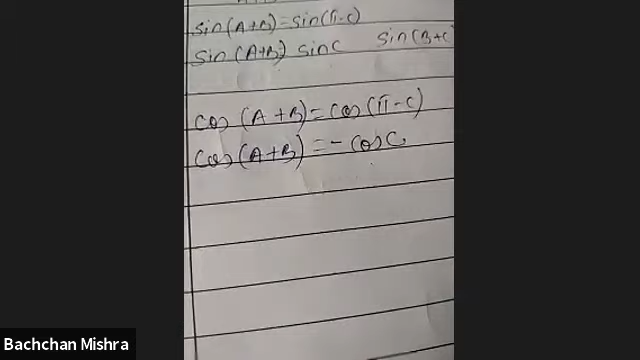 sin(A+B)=sin(π-C)
sin(A+B) sinC sin(B+C)
cos(A+B)=cos(π-C)
cos(A+B)=-cosC
Bachchan Mishra